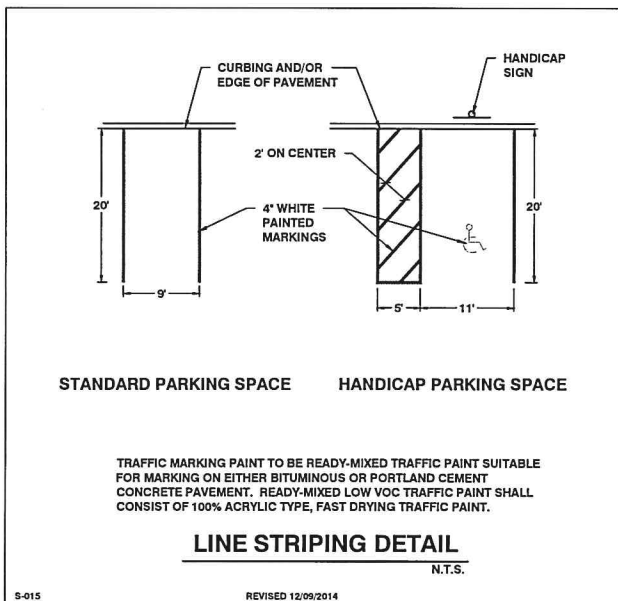 CURBING AND/OR
EDGE OF PAVEMENT
HANDICAP
SIGN
2' ON CENTER
20'
4" WHITE
PAINTED
MARKINGS
20'
9'
5'
11'
STANDARD PARKING SPACE
HANDICAP PARKING SPACE
TRAFFIC MARKING PAINT TO BE READY-MIXED TRAFFIC PAINT SUITABLE
FOR MARKING ON EITHER BITUMINOUS OR PORTLAND CEMENT
CONCRETE PAVEMENT. READY-MIXED LOW VOC TRAFFIC PAINT SHALL
CONSIST OF 100% ACRYLIC TYPE, FAST DRYING TRAFFIC PAINT.
LINE STRIPING DETAIL
N.T.S.
S-015
REVISED 12/09/2014